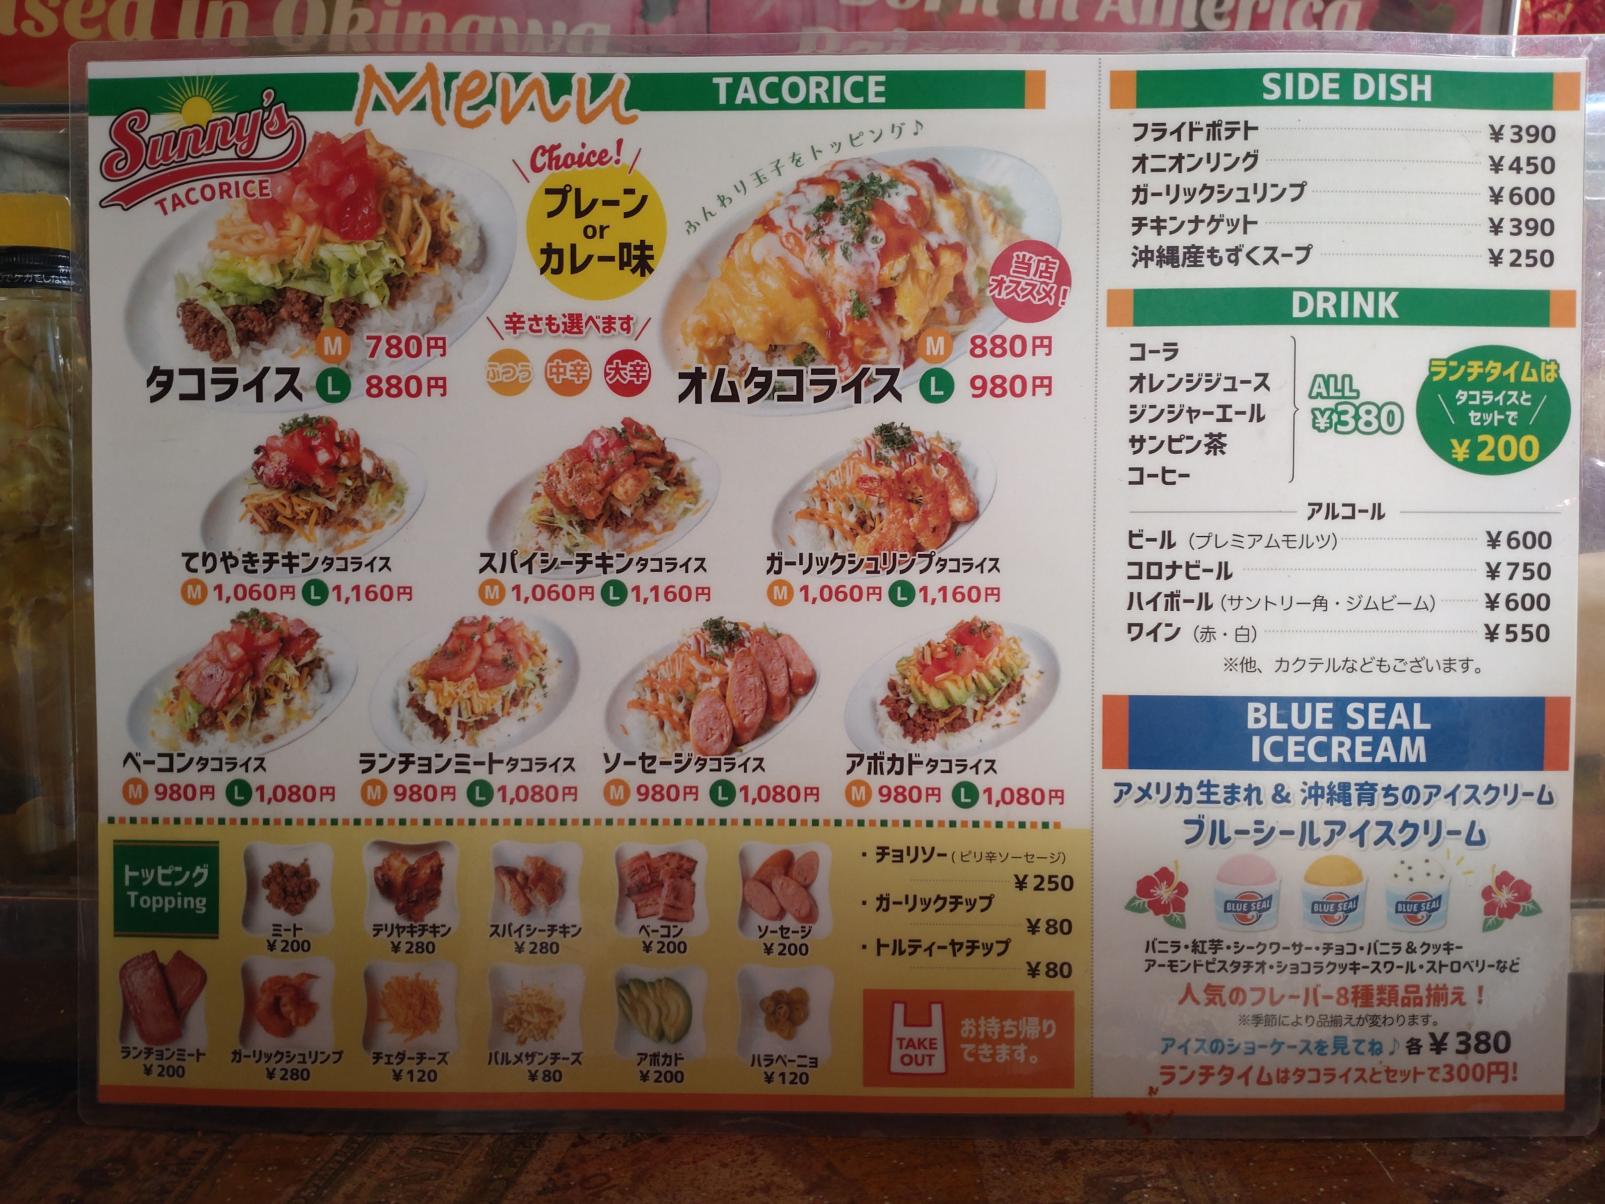 sed in Okinawa
Born in America
Sunny's
TACORICE
Menu
TACORICE
Choice!
プレーン
or
カレー味
ふんわり玉子をトッピング♪
当店
オススメ!
辛さも選べます
ふつう 中辛 大辛
タコライス
M 780円
L 880円
オムタコライス
M 880円
L 980円
てりやきチキンタコライス
M 1,060円 L 1,160円
スパイシーチキンタコライス
M 1,060円 L 1,160円
ガーリックシュリンプタコライス
M 1,060円 L 1,160円
ベーコンタコライス
M 980円 L 1,080円
ランチョンミートタコライス
M 980円 L 1,080円
ソーセージタコライス
M 980円 L 1,080円
アボカドタコライス
M 980円 L 1,080円
トッピング
Topping
ミート
¥200
テリヤキチキン
¥280
スパイシーチキン
¥280
ベーコン
¥200
ソーセージ
¥200
ランチョンミート
¥200
ガーリックシュリンプ
¥280
チェダーチーズ
¥120
パルメザンチーズ
¥80
アボカド
¥200
ハラペーニョ
¥120
・チョリソー(ピリ辛ソーセージ)
¥250
・ガーリックチップ
¥80
・トルティーヤチップ
¥80
TAKE
OUT
お持ち帰り
できます。
SIDE DISH
フライドポテト ¥390
オニオンリング ¥450
ガーリックシュリンプ ¥600
チキンナゲット ¥390
沖縄産もずくスープ ¥250
DRINK
コーラ
オレンジジュース
ジンジャーエール
サンピン茶
コーヒー
ALL
¥380
ランチタイムは
タコライスと
セットで
¥200
アルコール
ビール(プレミアムモルツ) ¥600
コロナビール ¥750
ハイボール(サントリー角・ジムビーム) ¥600
ワイン(赤・白) ¥550
※他、カクテルなどもございます。
BLUE SEAL
ICECREAM
アメリカ生まれ & 沖縄育ちのアイスクリーム
ブルーシールアイスクリーム
BLUE SEAL
BLUE SEAL
BLUE SEAL
バニラ・紅芋・シークワーサー・チョコ・バニラ&クッキー
アーモンドピスタチオ・ショコラクッキースワール・ストロベリーなど
人気のフレーバー8種類品揃え!
※季節により品揃えが変わります。
アイスのショーケースを見てね♪ 各¥380
ランチタイムはタコライスとセットで300円!